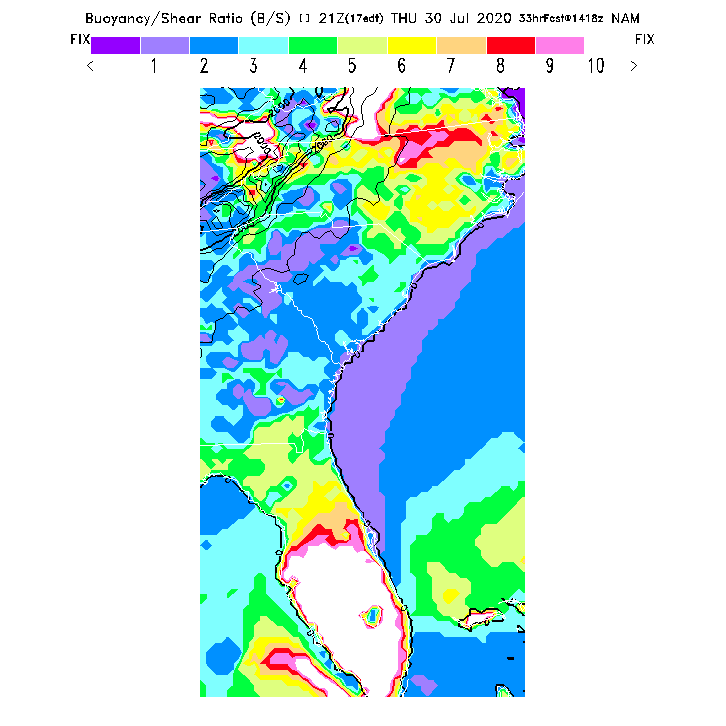 Buoyancy/Shear Ratio (B/S) [] 21Z(17edt) THU 30 Jul 2020 33hrFcst@1418z NAM
FIX FIX
< 1 2 3 4 5 6 7 8 9 10 >